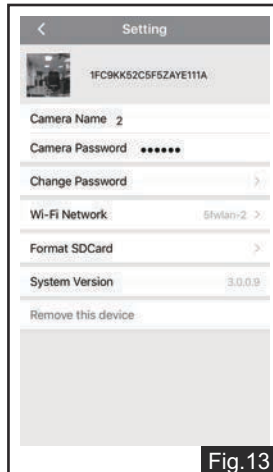 Setting
1FC9KK52C5F5ZAYE111A
Camera Name 2
Camera Password ●●●●●●
Change Password >
Wi-Fi Network 5fwlan-2 >
Format SDCard >
System Version 3.0.0.9
Remove this device
Fig.13